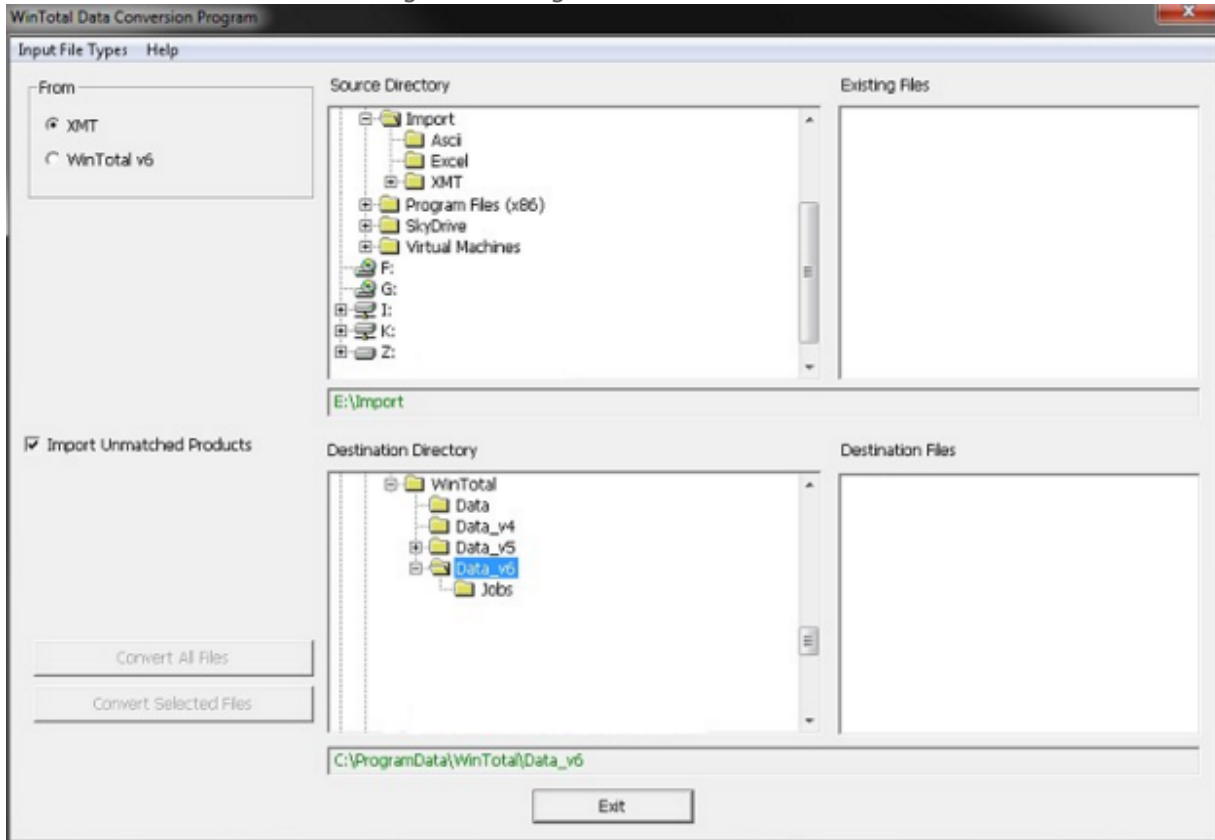 WinTotal Data Conversion Program
Input File Types Help
From
XMT
WinTotal v6
Source Directory
Import
Ascii
Excel
XMT
Program Files (x86)
SkyDrive
Virtual Machines
F:
G:
I:
K:
Z:
E:\Import
Existing Files
Import Unmatched Products
Destination Directory
WinTotal
Data
Data_v4
Data_v5
Data_v6
Jobs
C:\ProgramData\WinTotal\Data_v6
Destination Files
Convert All Files
Convert Selected Files
Exit